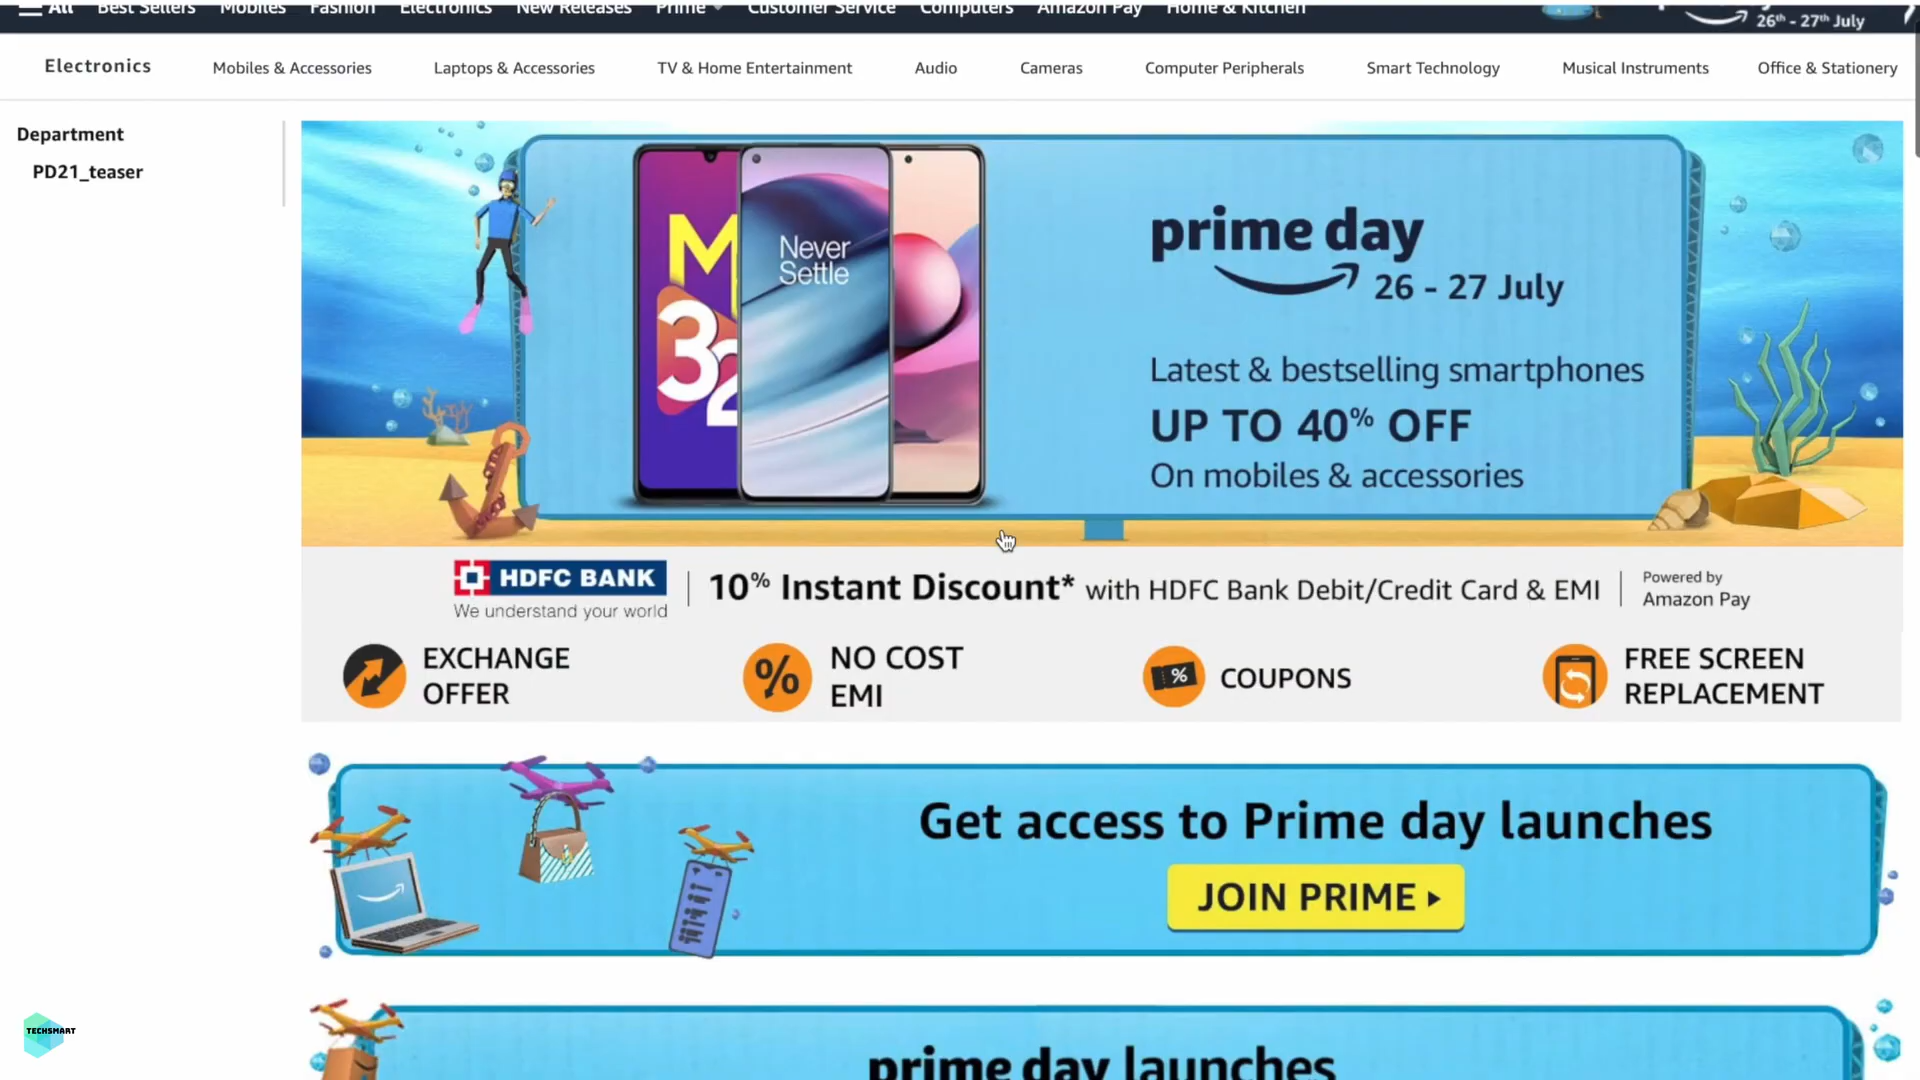 All Best Sellers Mobiles Fashion Electronics New Releases Prime Customer Service Computers Amazon Pay Home & Kitchen
26th - 27th July
Electronics Mobiles & Accessories Laptops & Accessories TV & Home Entertainment Audio Cameras Computer Peripherals Smart Technology Musical Instruments Office & Stationery
Department
PD21_teaser
M
32
Never
Settle
prime day
26 - 27 July
Latest & bestselling smartphones
UP TO 40% OFF
On mobiles & accessories
HDFC BANK
We understand your world
10% Instant Discount* with HDFC Bank Debit/Credit Card & EMI
Powered by
Amazon Pay
EXCHANGE
OFFER
NO COST
EMI
%
COUPONS
FREE SCREEN
REPLACEMENT
Get access to Prime day launches
JOIN PRIME
TECHSMART
prime day launches